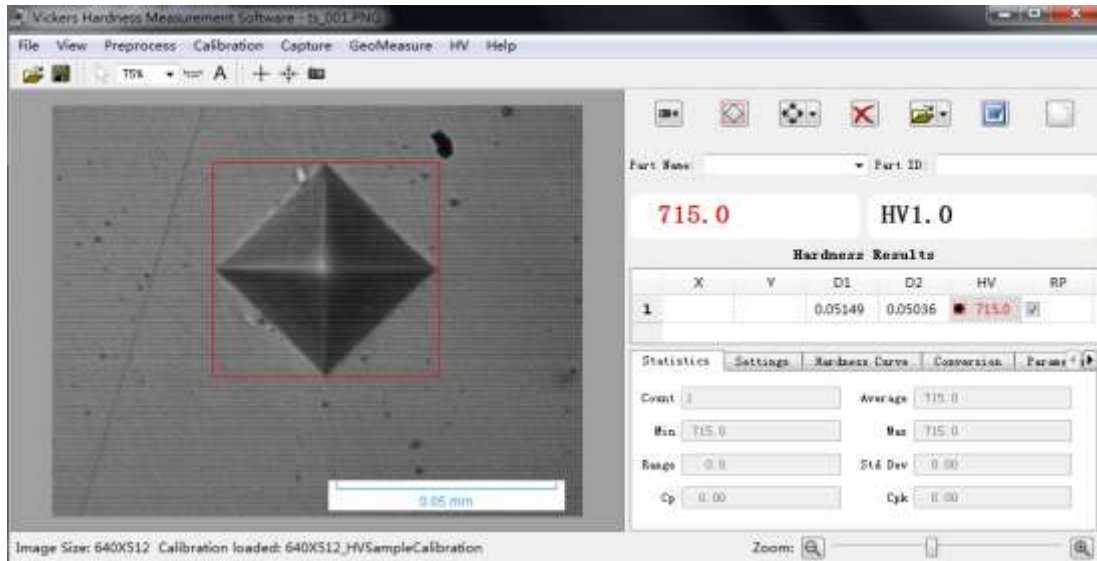 Vickers Hardness Measurement Software - ts_001.PNG
File View Preprocess Calibration Capture GeoMeasure HV Help
75% A
Part Name: Part ID:
715.0 HV1.0
Hardness Results
X Y D1 D2 HV RP
1 0.05149 0.05036 715.0
Statistics Settings Hardness Curve Conversion
Count 1 Average 715.0
Min 715.0 Max 715.0
Range 0.0 Std Dev 0.00
Cp 0.00 Cpk 0.00
0.05 mm
Image Size: 640X512 Calibration loaded: 640X512_HVSampleCalibration Zoom: